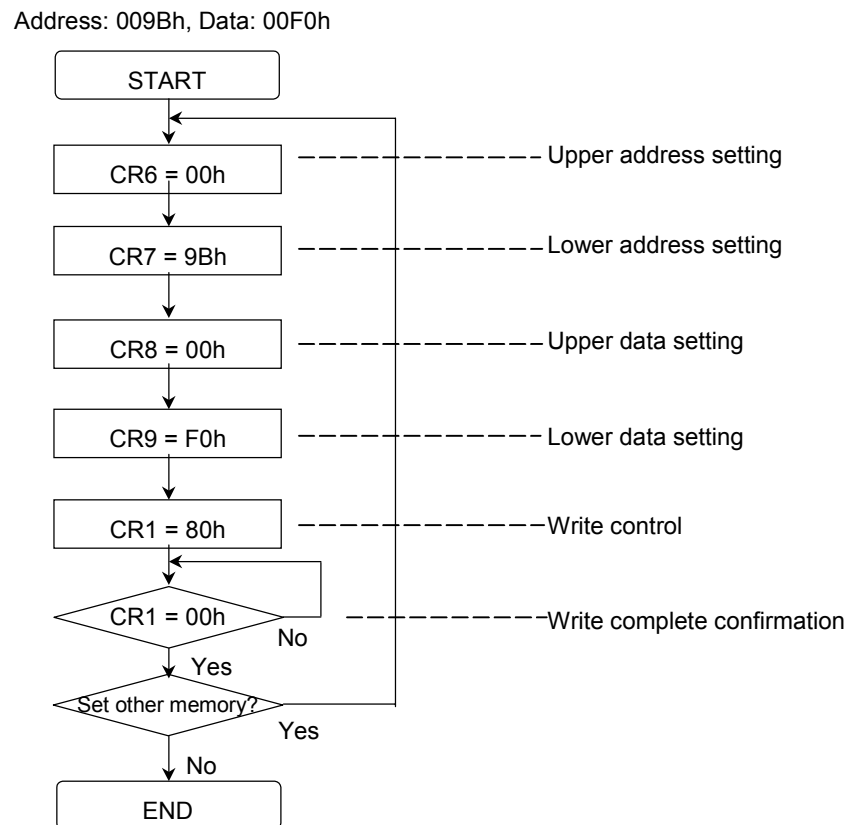 Address: 009Bh, Data: 00F0h
START
CR6 = 00h
Upper address setting
CR7 = 9Bh
Lower address setting
CR8 = 00h
Upper data setting
CR9 = F0h
Lower data setting
CR1 = 80h
Write control
CR1 = 00h
No
Write complete confirmation
Yes
Set other memory?
Yes
No
END